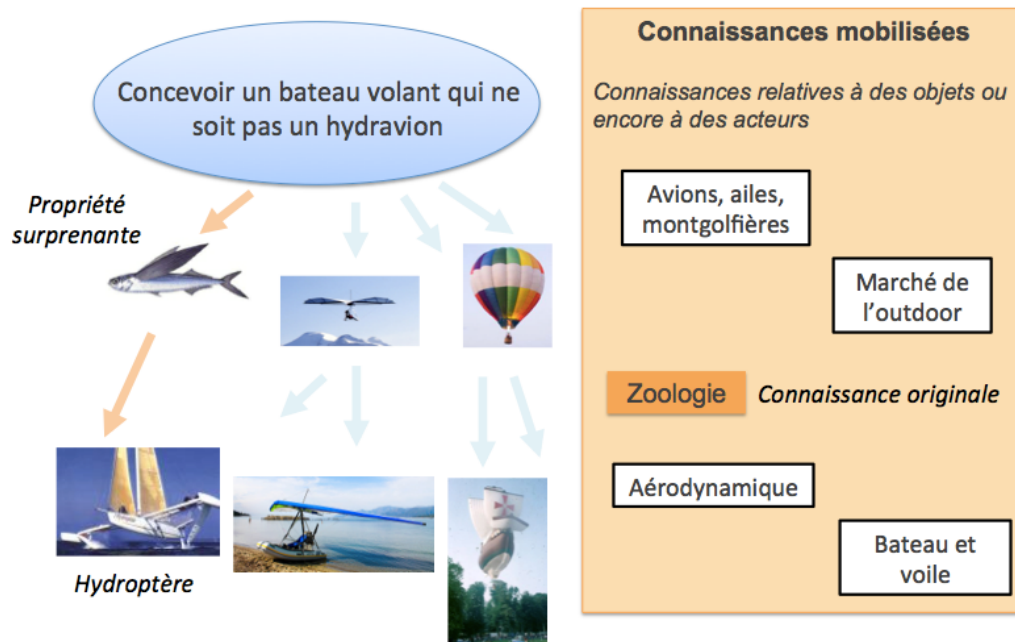 Concevoir un bateau volant qui ne
soit pas un hydravion
Propriété
surprenante
Hydroptère
Connaissances mobilisées
Connaissances relatives à des objets ou
encore à des acteurs
Avions, ailes,
montgolfières
Marché de
l’outdoor
Zoologie
Connaissance originale
Aérodynamique
Bateau et
voile